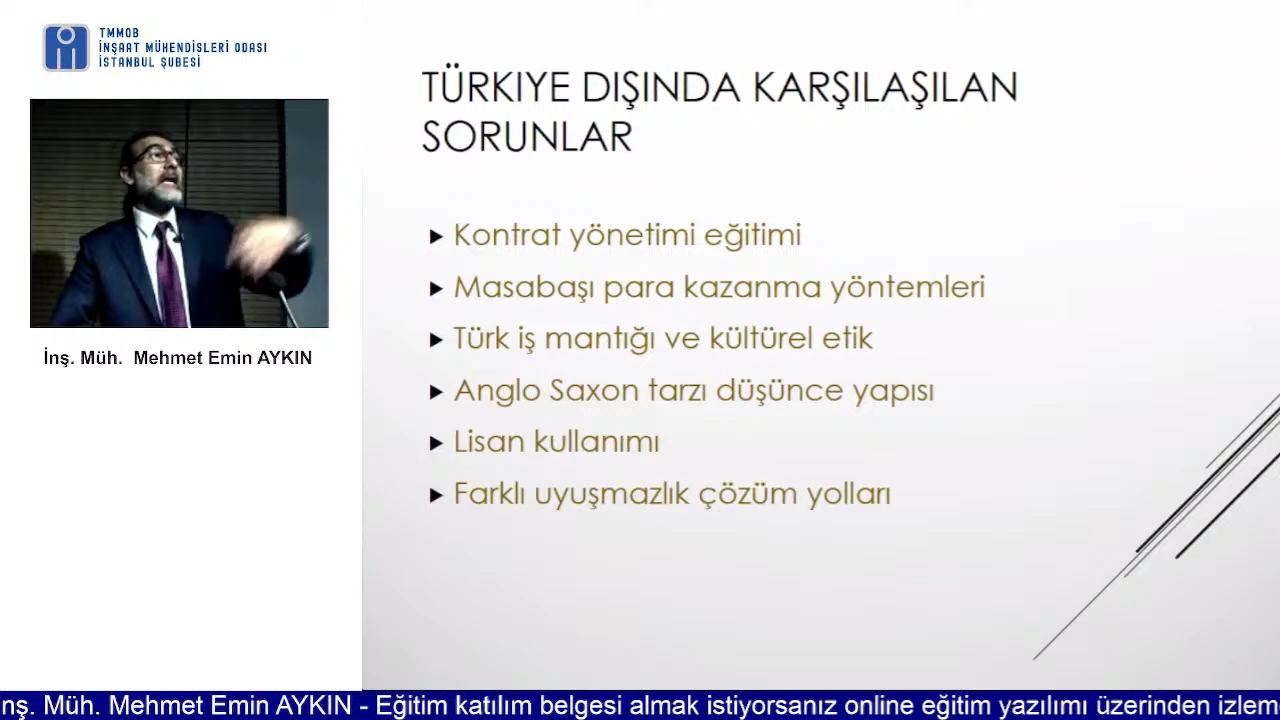 TMMOB
İNŞAAT MÜHENDİSLERİ ODASI
İSTANBUL ŞUBESİ
İnş. Müh. Mehmet Emin AYKIN
TÜRKIYE DIŞINDA KARŞILAŞILAN
SORUNLAR
Kontrat yönetimi eğitimi
Masabaşı para kazanma yöntemleri
Türk iş mantığı ve kültürel etik
Anglo Saxon tarzı düşünce yapısı
Lisan kullanımı
Farklı uyuşmazlık çözüm yolları
nş. Müh. Mehmet Emin AYKIN - Eğitim katılım belgesi almak istiyorsanız online eğitim yazılımı üzerinden izlem